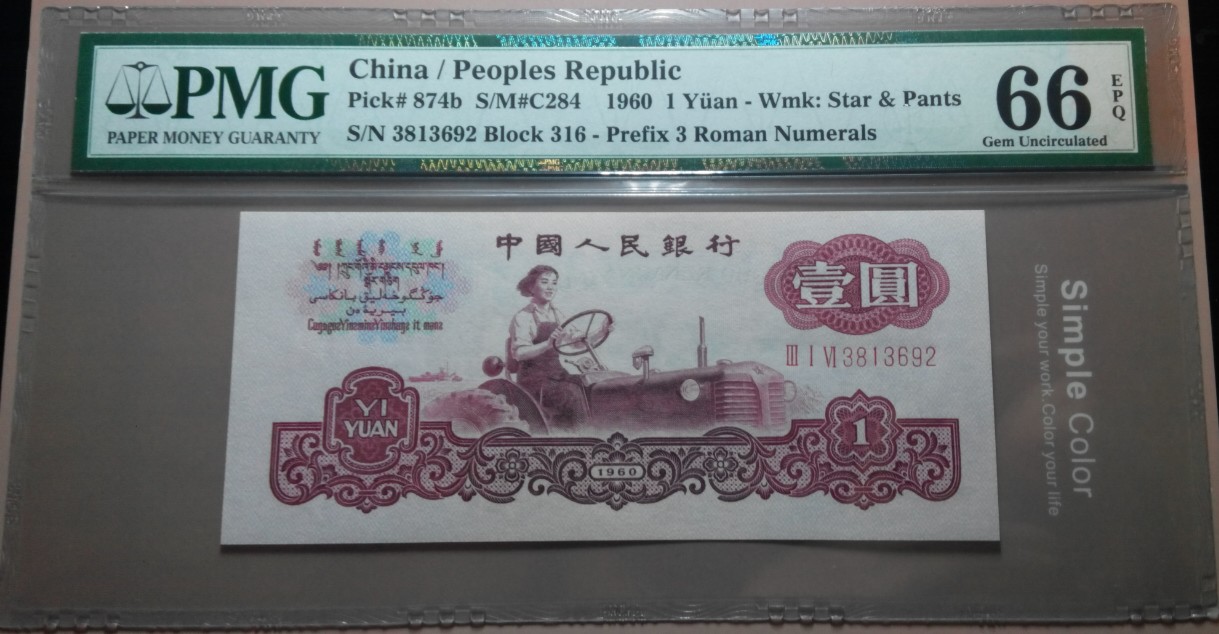 PMG
PAPER MONEY GUARANTY
China / Peoples Republic
Pick# 874b S/M#C284 1960 1 Yüan - Wmk: Star & Pants
S/N 3813692 Block 316 - Prefix 3 Roman Numerals
66
EPQ
Gem Uncirculated
中國人民銀行
壹圓
III I VI 3813692
YI
YUAN
1960
1
Simple Color
Simple your work.Color your life